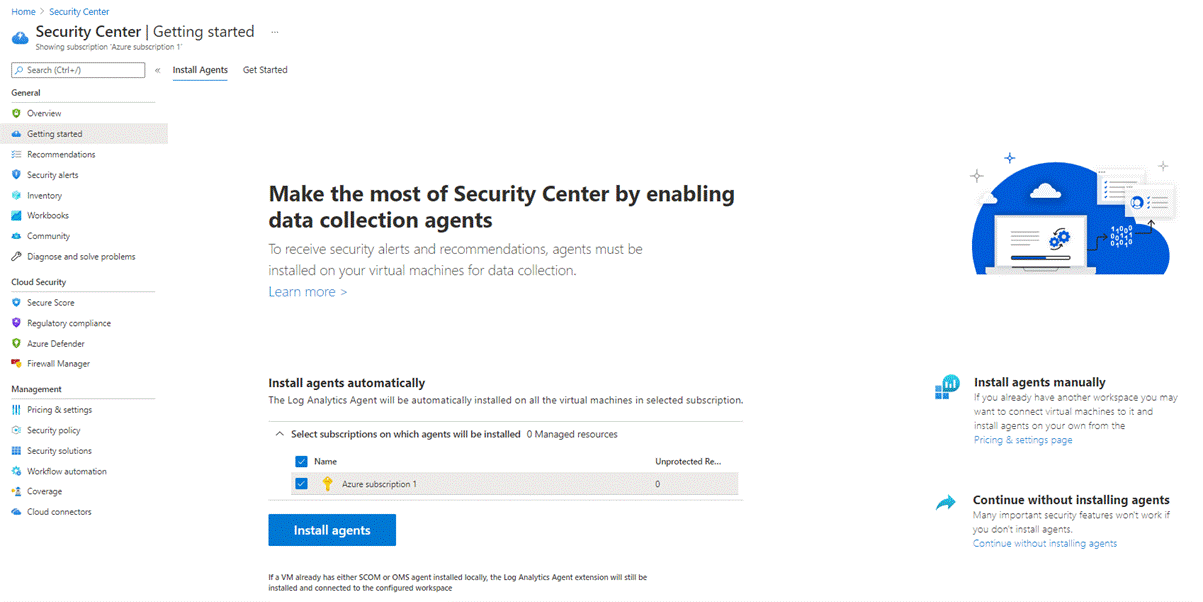 Home > Security Center
Security Center | Getting started ...
Showing subscription 'Azure subscription 1'
Search (Ctrl+/)
«
Install Agents
Get Started
General
Overview
Getting started
Recommendations
Security alerts
Inventory
Workbooks
Community
Diagnose and solve problems
Cloud Security
Secure Score
Regulatory compliance
Azure Defender
Firewall Manager
Management
Pricing & settings
Security policy
Security solutions
Workflow automation
Coverage
Cloud connectors
Make the most of Security Center by enabling
data collection agents
To receive security alerts and recommendations, agents must be
installed on your virtual machines for data collection.
Learn more >
Install agents automatically
The Log Analytics Agent will be automatically installed on all the virtual machines in selected subscription.
Select subscriptions on which agents will be installed 0 Managed resources
Name Unprotected Re...
Azure subscription 1 0
Install agents
If a VM already has either SCOM or OMS agent installed locally, the Log Analytics Agent extension will still be
installed and connected to the configured workspace
Install agents manually
If you already have another workspace you may
want to connect virtual machines to it and
install agents on your own from the
Pricing & settings page
Continue without installing agents
Many important security features won't work if
you don't install agents.
Continue without installing agents